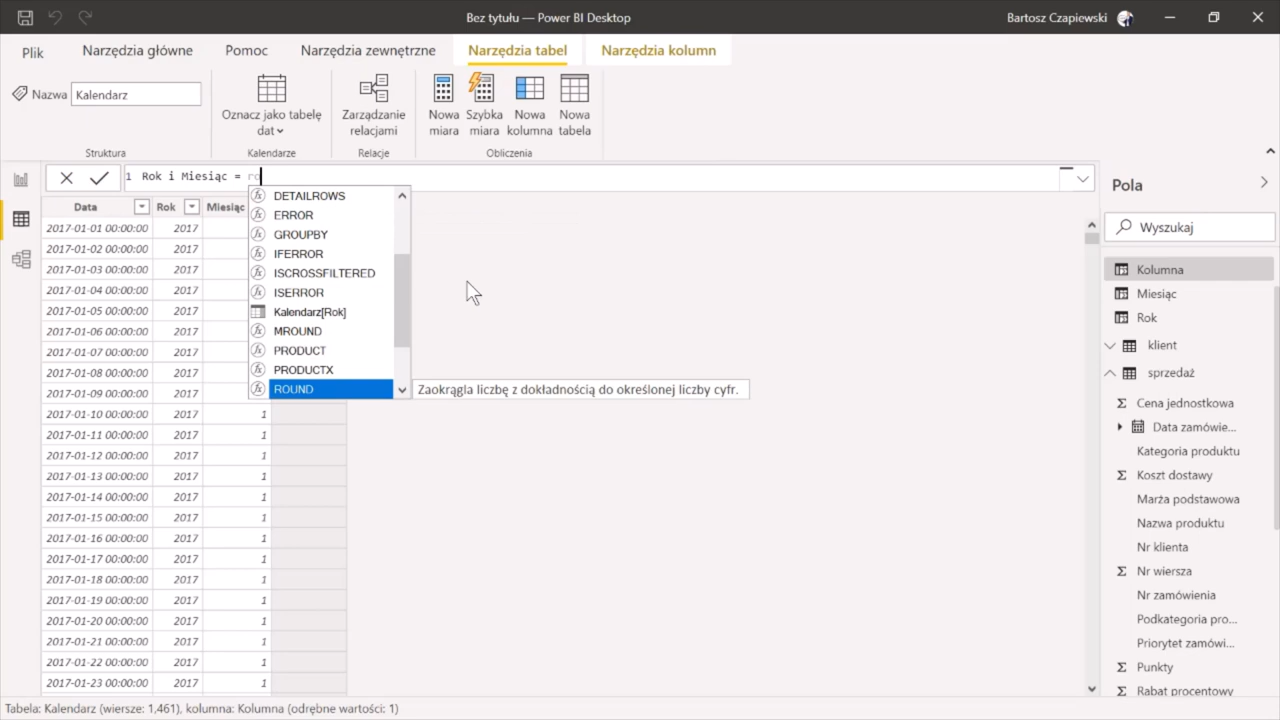 Bez tytułu — Power BI Desktop
Bartosz Czapiewski
Plik
Narzędzia główne
Pomoc
Narzędzia zewnętrzne
Narzędzia tabel
Narzędzia kolumn
Nazwa
Kalendarz
Oznacz jako tabelę
dat
Zarządzanie
relacjami
Nowa
miara
Szybka
miara
Nowa
kolumna
Nowa
tabela
Struktura
Kalendarze
Relacje
Obliczenia
1 Rok i Miesiąc = ro
DETAILROWS
ERROR
GROUPBY
IFERROR
ISCROSSFILTERED
ISERROR
Kalendarz[Rok]
MROUND
PRODUCT
PRODUCTX
ROUND
Zaokrągla liczbę z dokładnością do określonej liczby cyfr.
Data Rok Miesiąc
2017-01-01 00:00:00 2017
2017-01-02 00:00:00 2017
2017-01-03 00:00:00 2017
2017-01-04 00:00:00 2017
2017-01-05 00:00:00 2017
2017-01-06 00:00:00 2017
2017-01-07 00:00:00 2017
2017-01-08 00:00:00 2017
2017-01-09 00:00:00 2017
2017-01-10 00:00:00 2017 1
2017-01-11 00:00:00 2017 1
2017-01-12 00:00:00 2017 1
2017-01-13 00:00:00 2017 1
2017-01-14 00:00:00 2017 1
2017-01-15 00:00:00 2017 1
2017-01-16 00:00:00 2017 1
2017-01-17 00:00:00 2017 1
2017-01-18 00:00:00 2017 1
2017-01-19 00:00:00 2017 1
2017-01-20 00:00:00 2017 1
2017-01-21 00:00:00 2017 1
2017-01-22 00:00:00 2017 1
2017-01-23 00:00:00 2017 1
Pola
Wyszukaj
Kolumna
Miesiąc
Rok
klient
sprzedaż
Cena jednostkowa
Data zamówie...
Kategoria produktu
Koszt dostawy
Marża podstawowa
Nazwa produktu
Nr klienta
Nr wiersza
Nr zamówienia
Podkategoria pro...
Priorytet zamówi...
Punkty
Rabat procentowy
Tabela: Kalendarz (wiersze: 1,461), kolumna: Kolumna (odrębne wartości: 1)